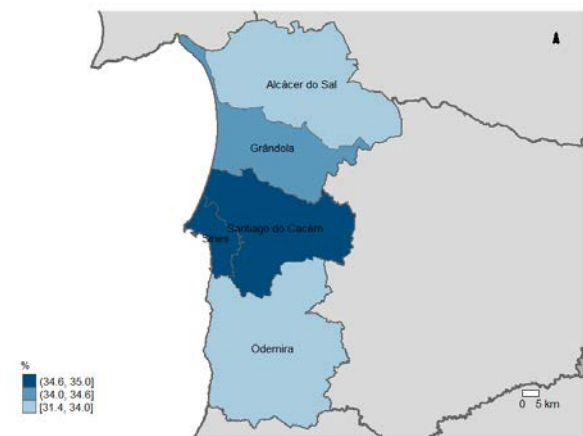 Alcácer do Sal
Grândola
Santiago do Cacém
Sines
Odemira
%
(34.6, 35.0]
(34.0, 34.6]
[31.4, 34.0]
0 5 km